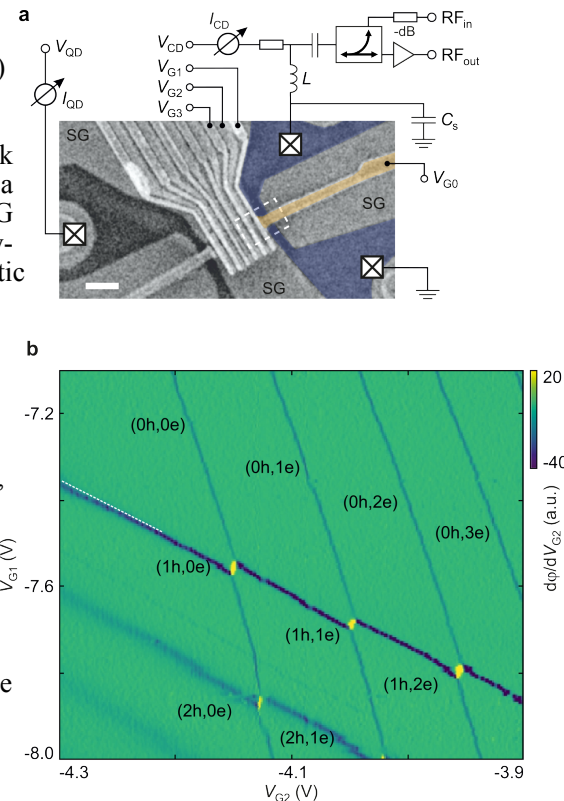 a
I_CD
V_CD
-dB
RF_in
RF_out
V_QD
)
V_G1
V_G2
V_G3
L
I_QD
C_s
SG
k
a
G
y-
tic
V_G0
SG
SG
b
20
-40
dφ/dV_G2 (a.u.)
-7.2
(0h,0e)
(0h,1e)
(0h,2e)
(0h,3e)
,
V_G1 (V)
(1h,0e)
-7.6
(1h,1e)
(1h,2e)
e
(2h,0e)
(2h,1e)
-8.0
-4.3
-4.1
-3.9
V_G2 (V)